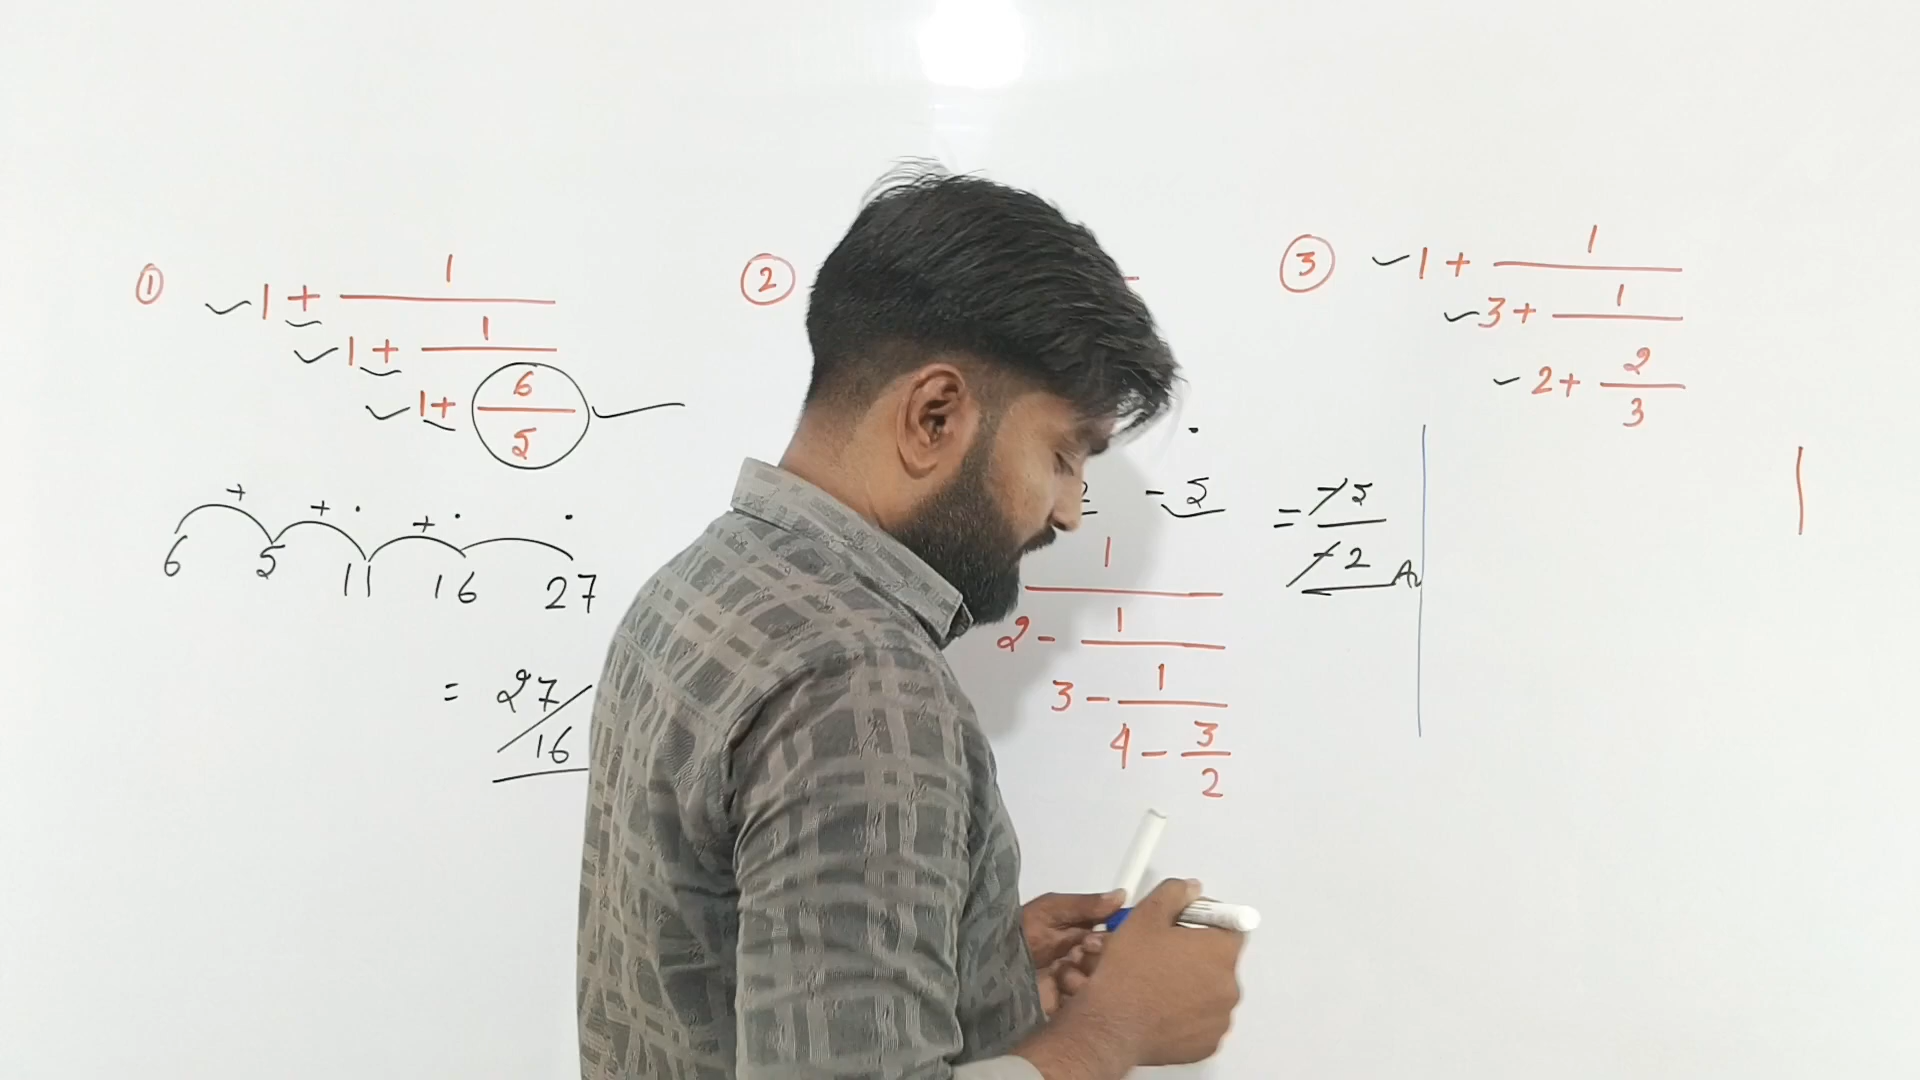 ① 1 + 1
1 + 1
1 + 6
5
+ + . + . .
6 5 11 16 27
= 27
16
②
.
- 5 = -5
-2
1
2 - 1
3 - 1
4 - 3
2
③ 1 + 1
3 + 1
2 + 2
3